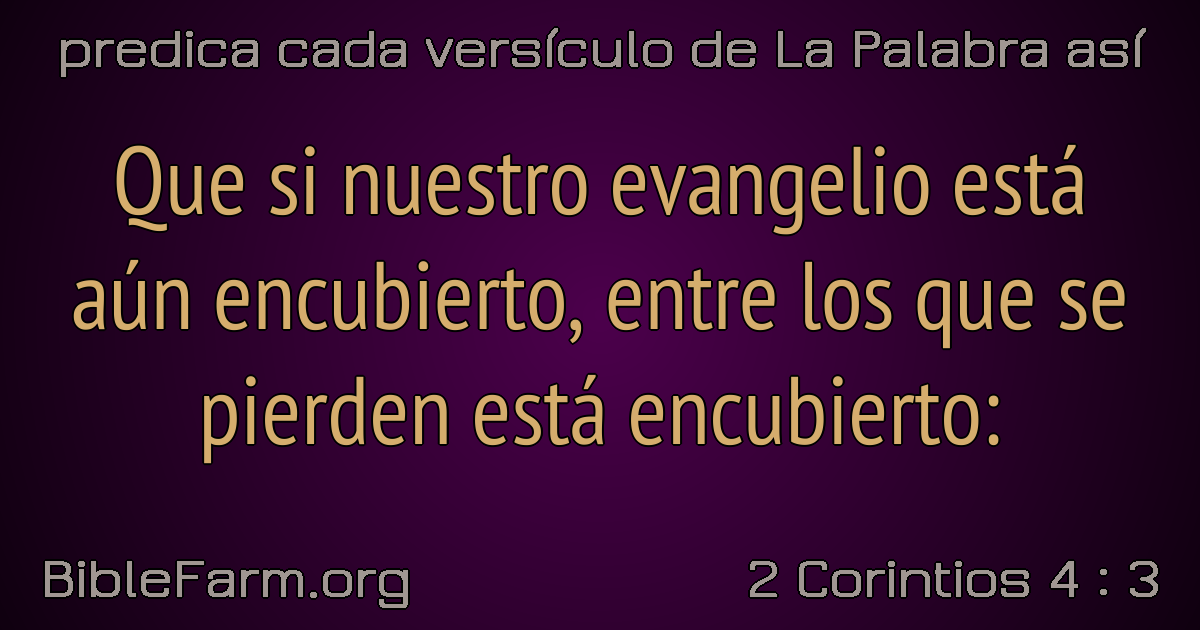 predica cada versículo de La Palabra así
Que si nuestro evangelio está
aún encubierto, entre los que se
pierden está encubierto:
BibleFarm.org
2 Corintios 4 : 3